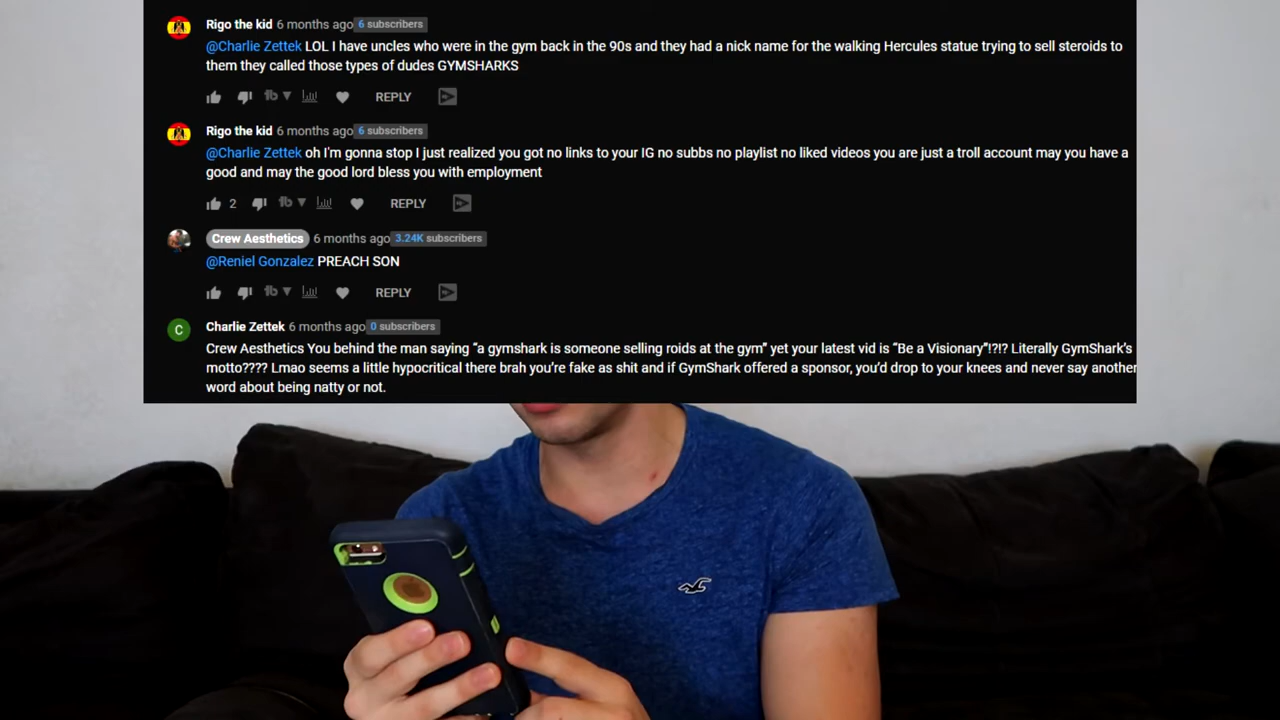 Rigo the kid 6 months ago 6 subscribers
@Charlie Zettek LOL I have uncles who were in the gym back in the 90s and they had a nick name for the walking Hercules statue trying to sell steroids to
them they called those types of dudes GYMSHARKS
REPLY
Rigo the kid 6 months ago 6 subscribers
@Charlie Zettek oh I'm gonna stop I just realized you got no links to your IG no subbs no playlist no liked videos you are just a troll account may you have a
good and may the good lord bless you with employment
2 REPLY
Crew Aesthetics 6 months ago 3.24K subscribers
@Reniel Gonzalez PREACH SON
REPLY
C
Charlie Zettek 6 months ago 0 subscribers
Crew Aesthetics You behind the man saying “a gymshark is someone selling roids at the gym” yet your latest vid is “Be a Visionary”!?!? Literally GymShark's
motto???? Lmao seems a little hypocritical there brah you're fake as shit and if GymShark offered a sponsor, you'd drop to your knees and never say another
word about being natty or not.